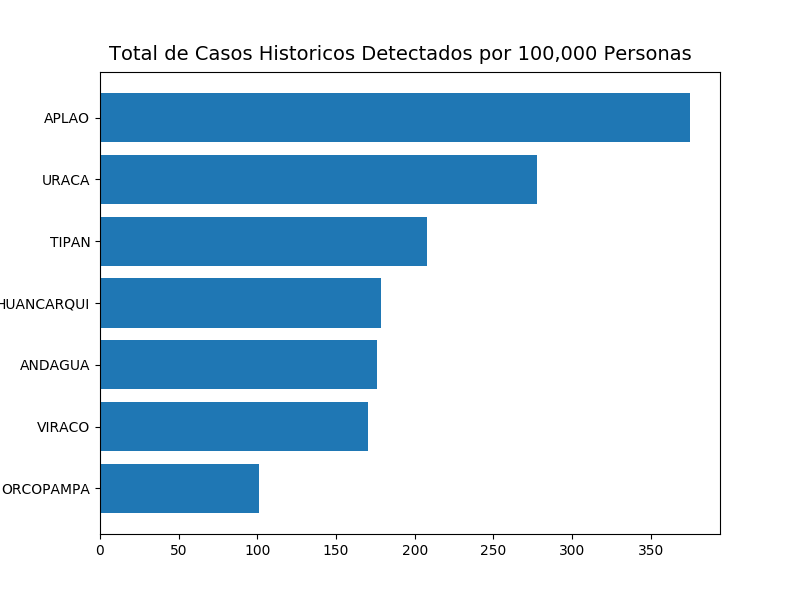 Total de Casos Historicos Detectados por 100,000 Personas
APLAO
URACA
TIPAN
HUANCARQUI
ANDAGUA
VIRACO
ORCOPAMPA
0 50 100 150 200 250 300 350